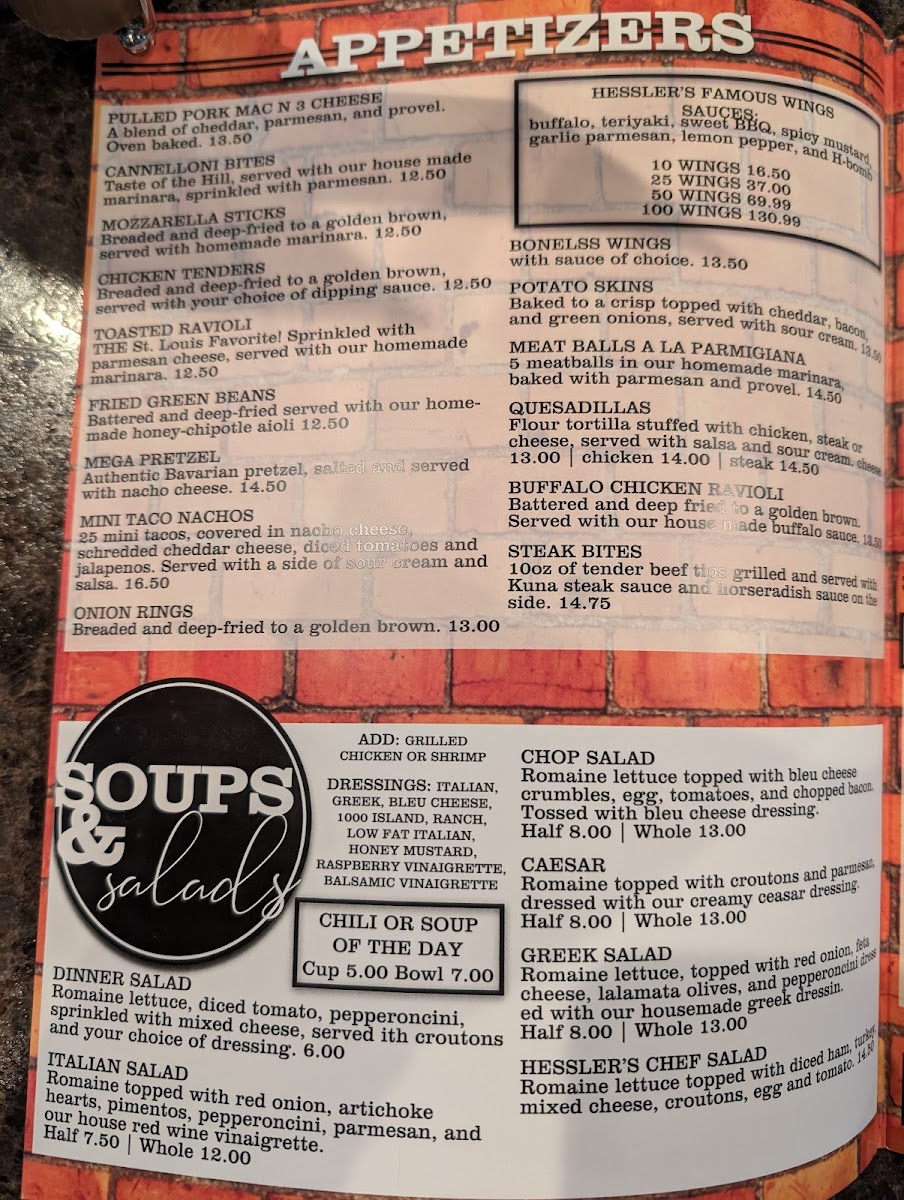 APPETIZERS
PULLED PORK MAC N 3 CHEESE
A blend of cheddar, parmesan, and provel.
Oven baked. 13.50
CANNELLONI BITES
Taste of the Hill, served with our house made
marinara, sprinkled with parmesan. 12.50
MOZZARELLA STICKS
Breaded and deep-fried to a golden brown,
served with homemade marinara. 12.50
CHICKEN TENDERS
Breaded and deep-fried to a golden brown,
served with your choice of dipping sauce. 12.50
TOASTED RAVIOLI
THE St. Louis Favorite! Sprinkled with
parmesan cheese, served with our homemade
marinara. 12.50
FRIED GREEN BEANS
Battered and deep-fried served with our home-
made honey-chipotle aioli 12.50
MEGA PRETZEL
Authentic Bavarian pretzel, salted and served
with nacho cheese. 14.50
MINI TACO NACHOS
25 mini tacos, covered in nacho cheese,
schredded cheddar cheese, diced tomatoes and
jalapenos. Served with a side of sour cream and
salsa. 16.50
ONION RINGS
Breaded and deep-fried to a golden brown. 13.00
HESSLER'S FAMOUS WINGS
SAUCES:
buffalo, teriyaki, sweet BBQ, spicy mustard,
garlic parmesan, lemon pepper, and H-bomb
10 WINGS 16.50
25 WINGS 37.00
50 WINGS 69.99
100 WINGS 130.99
BONELSS WINGS
with sauce of choice. 13.50
POTATO SKINS
Baked to a crisp topped with cheddar, bacon,
and green onions, served with sour cream. 13.50
MEAT BALLS A LA PARMIGIANA
5 meatballs in our homemade marinara,
baked with parmesan and provel. 14.50
QUESADILLAS
Flour tortilla stuffed with chicken, steak or
cheese, served with salsa and sour cream. cheese
13.00 | chicken 14.00 | steak 14.50
BUFFALO CHICKEN RAVIOLI
Battered and deep fried to a golden brown.
Served with our house made buffalo sauce. 13.50
STEAK BITES
10oz of tender beef tips grilled and served with
Kuna steak sauce and horseradish sauce on the
side. 14.75
SOUPS
&
salads
ADD: GRILLED
CHICKEN OR SHRIMP
DRESSINGS: ITALIAN,
GREEK, BLEU CHEESE,
1000 ISLAND, RANCH,
LOW FAT ITALIAN,
HONEY MUSTARD,
RASPBERRY VINAIGRETTE,
BALSAMIC VINAIGRETTE
CHILI OR SOUP
OF THE DAY
Cup 5.00 Bowl 7.00
DINNER SALAD
Romaine lettuce, diced tomato, pepperoncini,
sprinkled with mixed cheese, served ith croutons
and your choice of dressing. 6.00
ITALIAN SALAD
Romaine topped with red onion, artichoke
hearts, pimentos, pepperoncini, parmesan, and
our house red wine vinaigrette.
Half 7.50 | Whole 12.00
CHOP SALAD
Romaine lettuce topped with bleu cheese
crumbles, egg, tomatoes, and chopped bacon.
Tossed with bleu cheese dressing.
Half 8.00 | Whole 13.00
CAESAR
Romaine topped with croutons and parmesan,
dressed with our creamy ceasar dressing.
Half 8.00 | Whole 13.00
GREEK SALAD
Romaine lettuce, topped with red onion, feta
cheese, lalamata olives, and pepperoncini dress
ed with our housemade greek dressin.
Half 8.00 | Whole 13.00
HESSLER'S CHEF SALAD
Romaine lettuce topped with diced ham, turkey,
mixed cheese, croutons, egg and tomato. 14.50